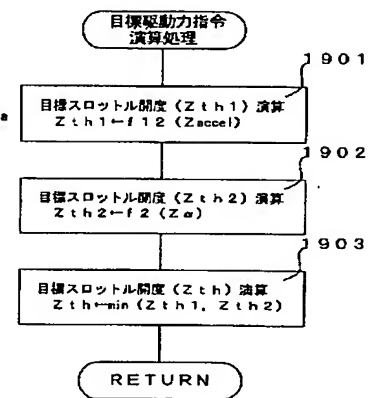 目標駆動力指令
演算処理
1901
目標スロットル開度（Zth1）演算
Zth1←f12（Zaccel）
1902
目標スロットル開度（Zth2）演算
Zth2←f2（Zα）
1903
目標スロットル開度（Zth）演算
Zth←min（Zth1，Zth2）
RETURN